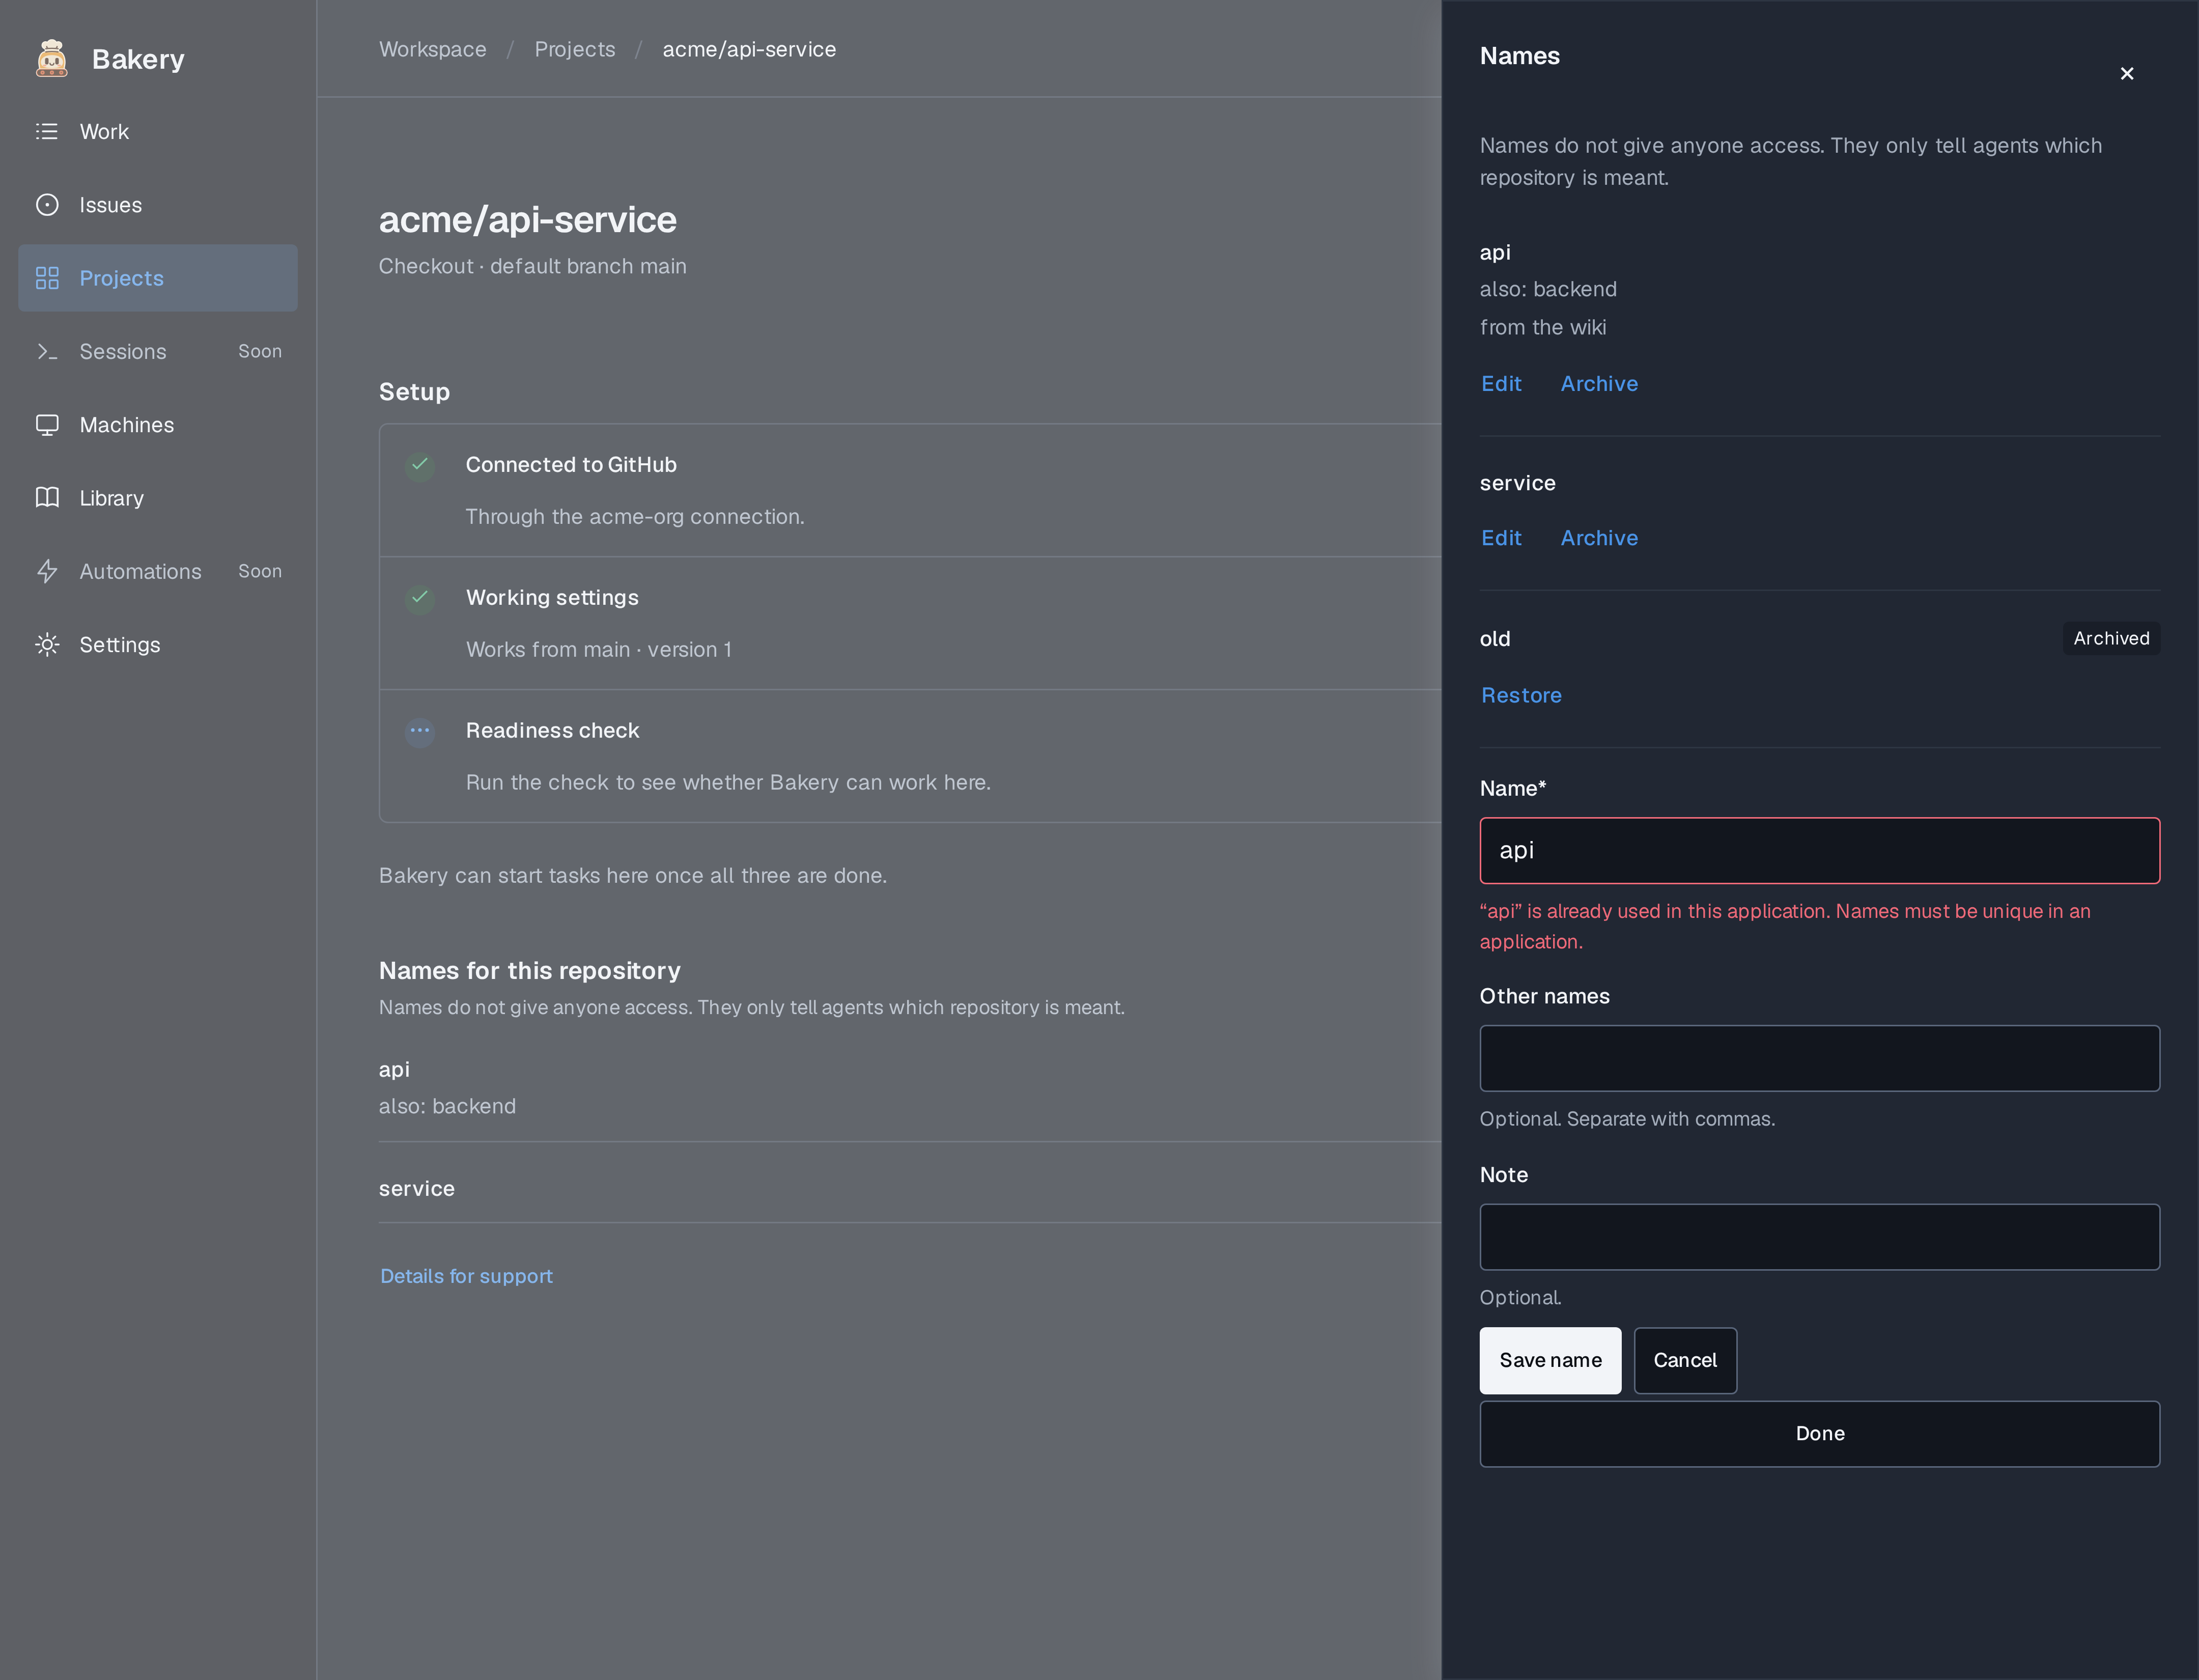 Bakery
Work
Issues
Projects
Sessions Soon
Machines
Library
Automations Soon
Settings
Workspace / Projects / acme/api-service
acme/api-service
Checkout · default branch main
Setup
Connected to GitHub
Through the acme-org connection.
Working settings
Works from main · version 1
Readiness check
Run the check to see whether Bakery can work here.
Bakery can start tasks here once all three are done.
Names for this repository
Names do not give anyone access. They only tell agents which repository is meant.
api
also: backend
service
Details for support
Names
Names do not give anyone access. They only tell agents which
repository is meant.
api
also: backend
from the wiki
Edit Archive
service
Edit Archive
old Archived
Restore
Name*
api
“api” is already used in this application. Names must be unique in an
application.
Other names
Optional. Separate with commas.
Note
Optional.
Save name Cancel
Done